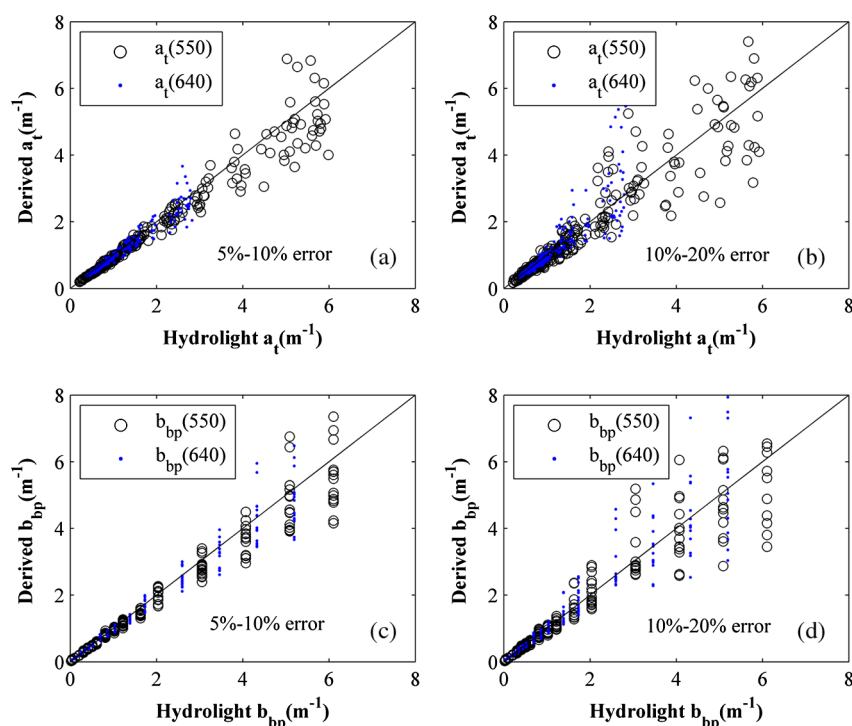 8
6
4
2
0
Derived a_t(m^-1)
a_t(550)
a_t(640)
5%-10% error
(a)
0 2 4 6 8
Hydrolight a_t(m^-1)
8
6
4
2
0
Derived a_t(m^-1)
a_t(550)
a_t(640)
10%-20% error
(b)
0 2 4 6 8
Hydrolight a_t(m^-1)
8
6
4
2
0
Derived b_bp(m^-1)
b_bp(550)
b_bp(640)
5%-10% error
(c)
0 2 4 6 8
Hydrolight b_bp(m^-1)
8
6
4
2
0
Derived b_bp(m^-1)
b_bp(550)
b_bp(640)
10%-20% error
(d)
0 2 4 6 8
Hydrolight b_bp(m^-1)